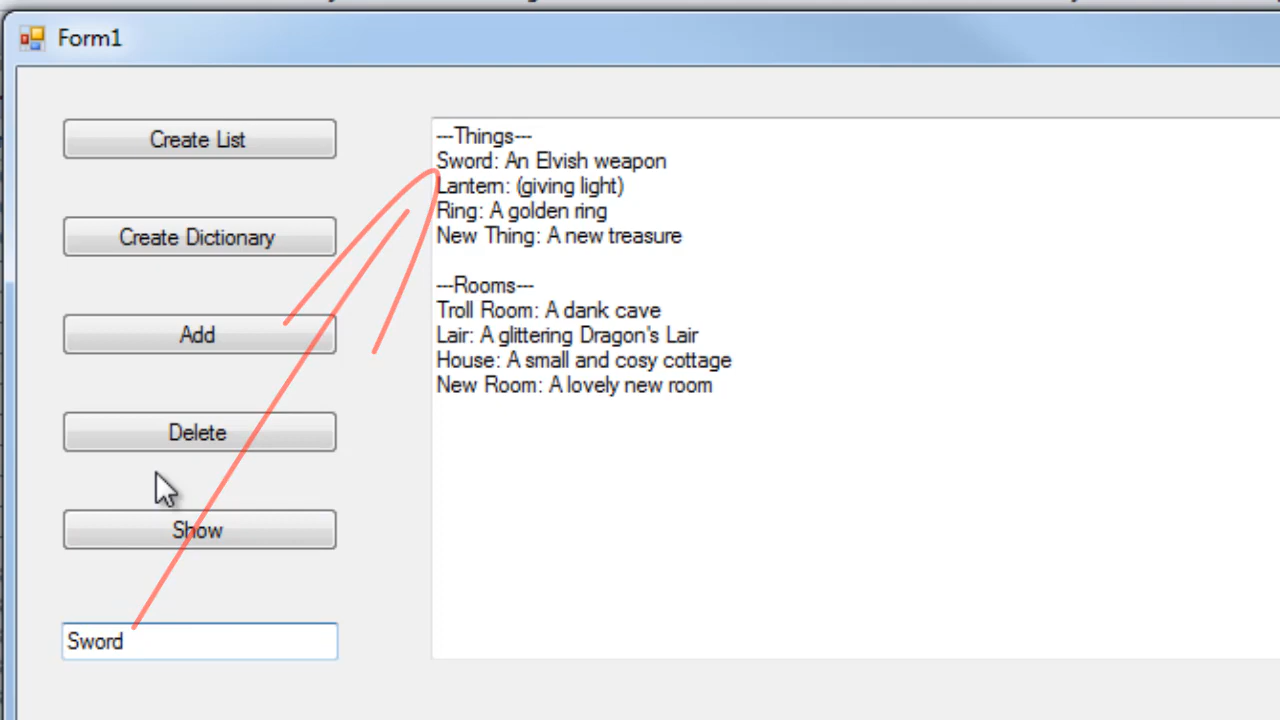 Form1
Create List
Create Dictionary
Add
Delete
Show
Sword
---Things---
Sword: An Elvish weapon
Lantern: (giving light)
Ring: A golden ring
New Thing: A new treasure
---Rooms---
Troll Room: A dank cave
Lair: A glittering Dragon's Lair
House: A small and cosy cottage
New Room: A lovely new room